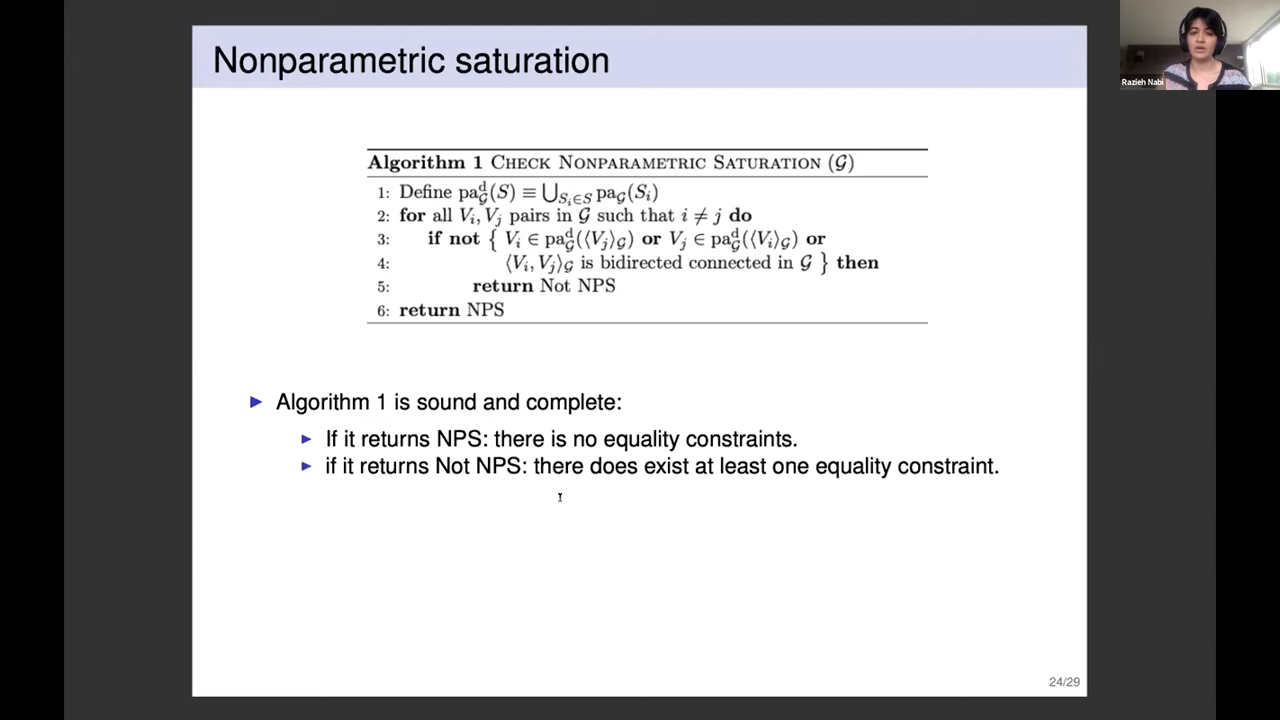 Nonparametric saturation
Razieh Nabi
Algorithm 1 CHECK NONPARAMETRIC SATURATION (𝒢)
1: Define pa^d_𝒢(S) ≡ ⋃_{S_i∈S} pa_𝒢(S_i)
2: for all V_i, V_j pairs in 𝒢 such that i ≠ j do
3: if not { V_i ∈ pa^d_𝒢(⟨V_j⟩_𝒢) or V_j ∈ pa^d_𝒢(⟨V_i⟩_𝒢) or
4: ⟨V_i, V_j⟩_𝒢 is bidirected connected in 𝒢 } then
5: return Not NPS
6: return NPS
Algorithm 1 is sound and complete:
If it returns NPS: there is no equality constraints.
if it returns Not NPS: there does exist at least one equality constraint.
24/29